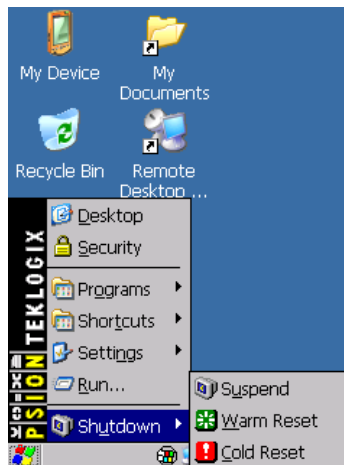 My Device
My
Documents
Recycle Bin
Remote
Desktop ...
PSION TEKLOGIX
Desktop
Security
Programs
Shortcuts
Settings
Run...
Shutdown
Suspend
Warm Reset
Cold Reset